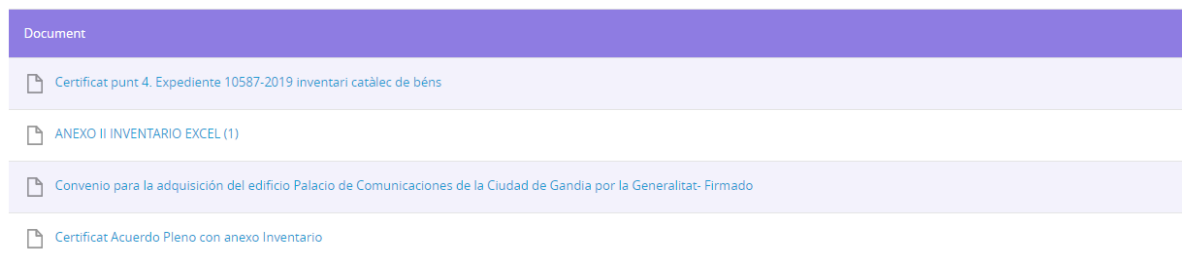 Document
Certificat punt 4. Expediente 10587-2019 inventari catàlec de béns
ANEXO II INVENTARIO EXCEL (1)
Convenio para la adquisición del edificio Palacio de Comunicaciones de la Ciudad de Gandia por la Generalitat- Firmado
Certificat Acuerdo Pleno con anexo Inventario